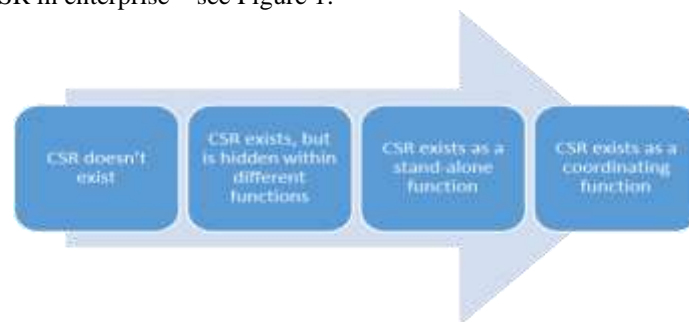 SR in enterprise – see Figure 1.
CSR doesn't
exist
CSR exists, but
is hidden within
different
functions
CSR exists as a
stand-alone
function
CSR exists as a
coordinating
function